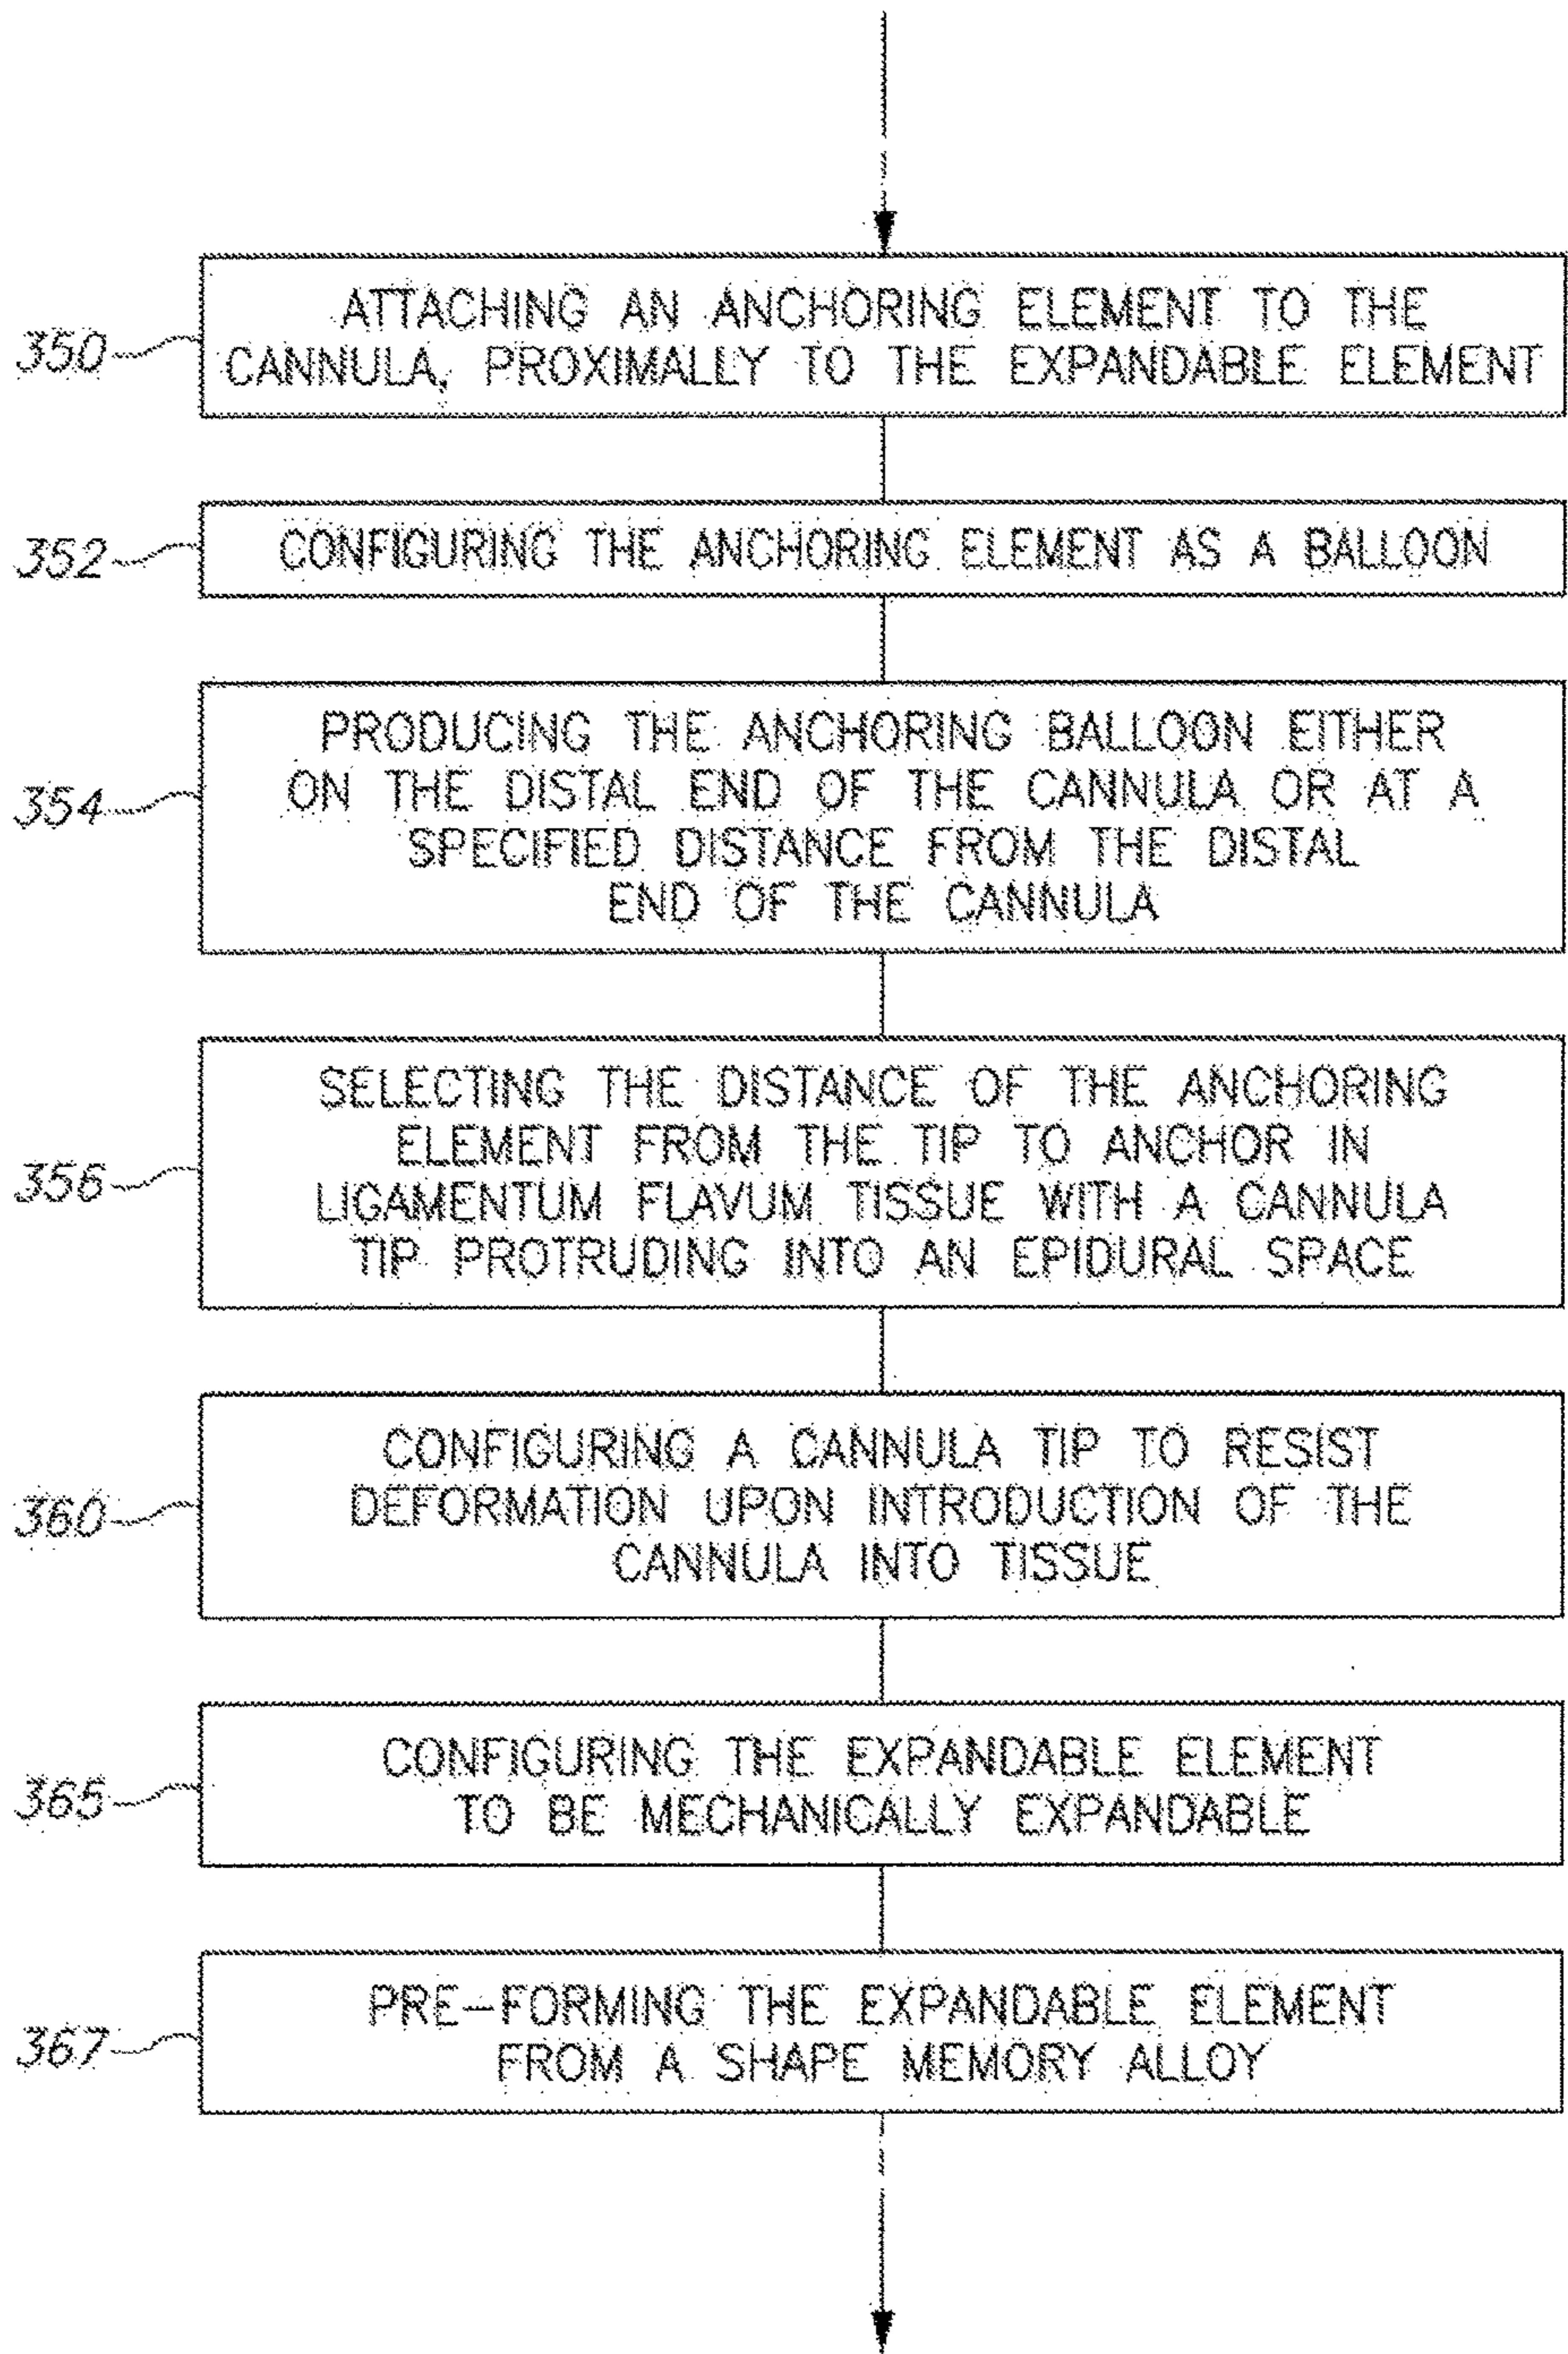 350
ATTACHING AN ANCHORING ELEMENT TO THE
CANNULA, PROXIMALLY TO THE EXPANDABLE ELEMENT
352
CONFIGURING THE ANCHORING ELEMENT AS A BALLOON
354
PRODUCING THE ANCHORING BALLOON EITHER
ON THE DISTAL END OF THE CANNULA OR AT A
SPECIFIED DISTANCE FROM THE DISTAL
END OF THE CANNULA
356
SELECTING THE DISTANCE OF THE ANCHORING
ELEMENT FROM THE TIP TO ANCHOR IN
LIGAMENTUM FLAVUM TISSUE WITH A CANNULA
TIP PROTRUDING INTO AN EPIDURAL SPACE
360
CONFIGURING A CANNULA TIP TO RESIST
DEFORMATION UPON INTRODUCTION OF THE
CANNULA INTO TISSUE
365
CONFIGURING THE EXPANDABLE ELEMENT
TO BE MECHANICALLY EXPANDABLE
367
PRE-FORMING THE EXPANDABLE ELEMENT
FROM A SHAPE MEMORY ALLOY